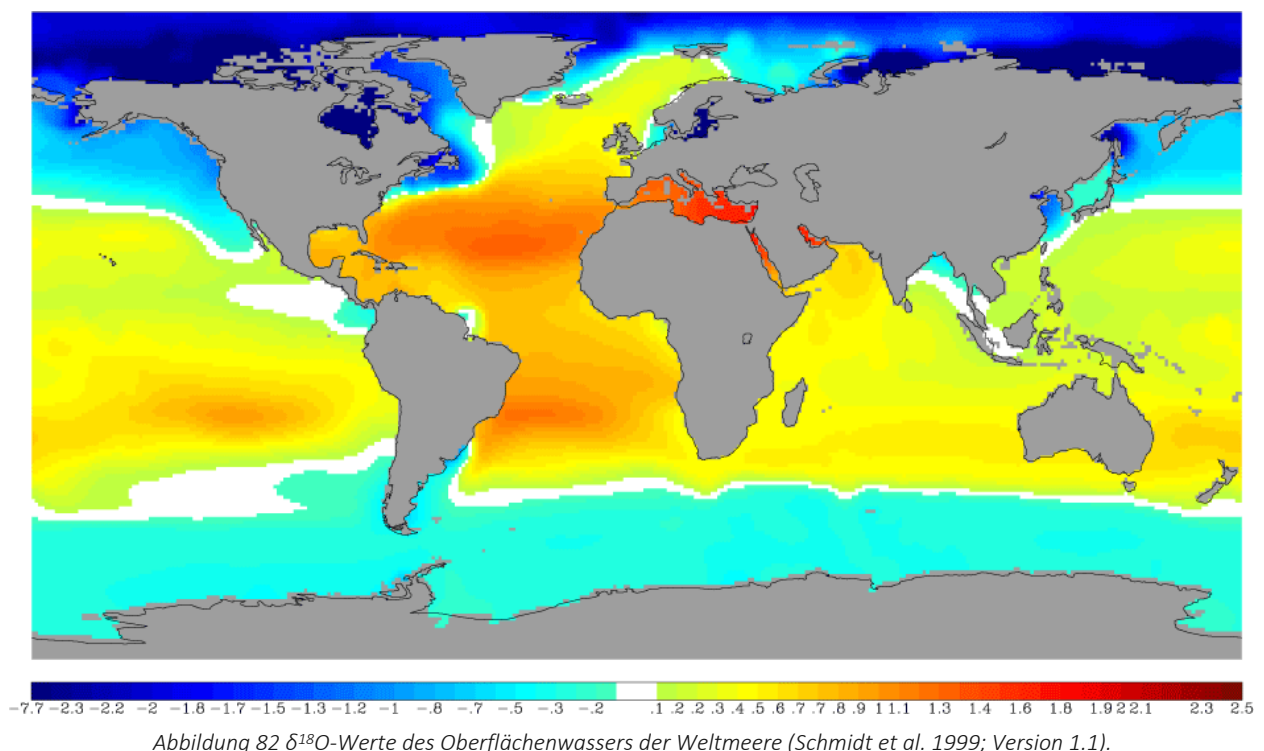 -7.7 -2.3 -2.2 -2 -1.8 -1.7 -1.5 -1.3 -1.2 -1 -.8 -.7 -.5 -.3 -.2 .1 .2 .3 .4 .5 .6 .7 .8 .9 1 1.1 1.3 1.4 1.6 1.8 1.9 2 2.1 2.3 2.5
Abbildung 82 δ¹⁸O-Werte des Oberflächenwassers der Weltmeere (Schmidt et al. 1999; Version 1.1).